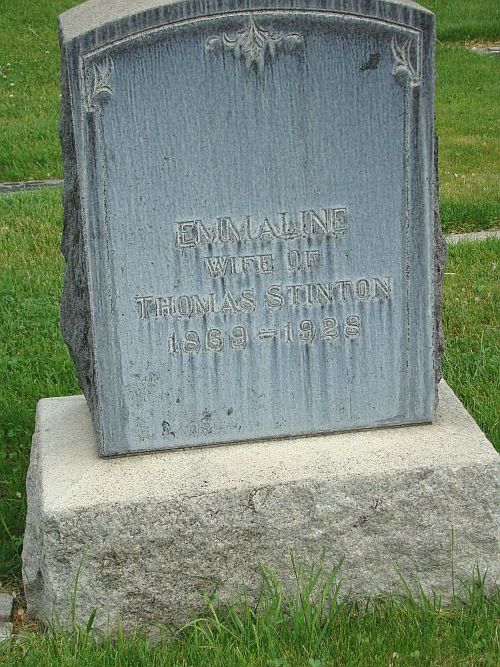 EMMALINE
WIFE OF
THOMAS STINTON
1869-1928